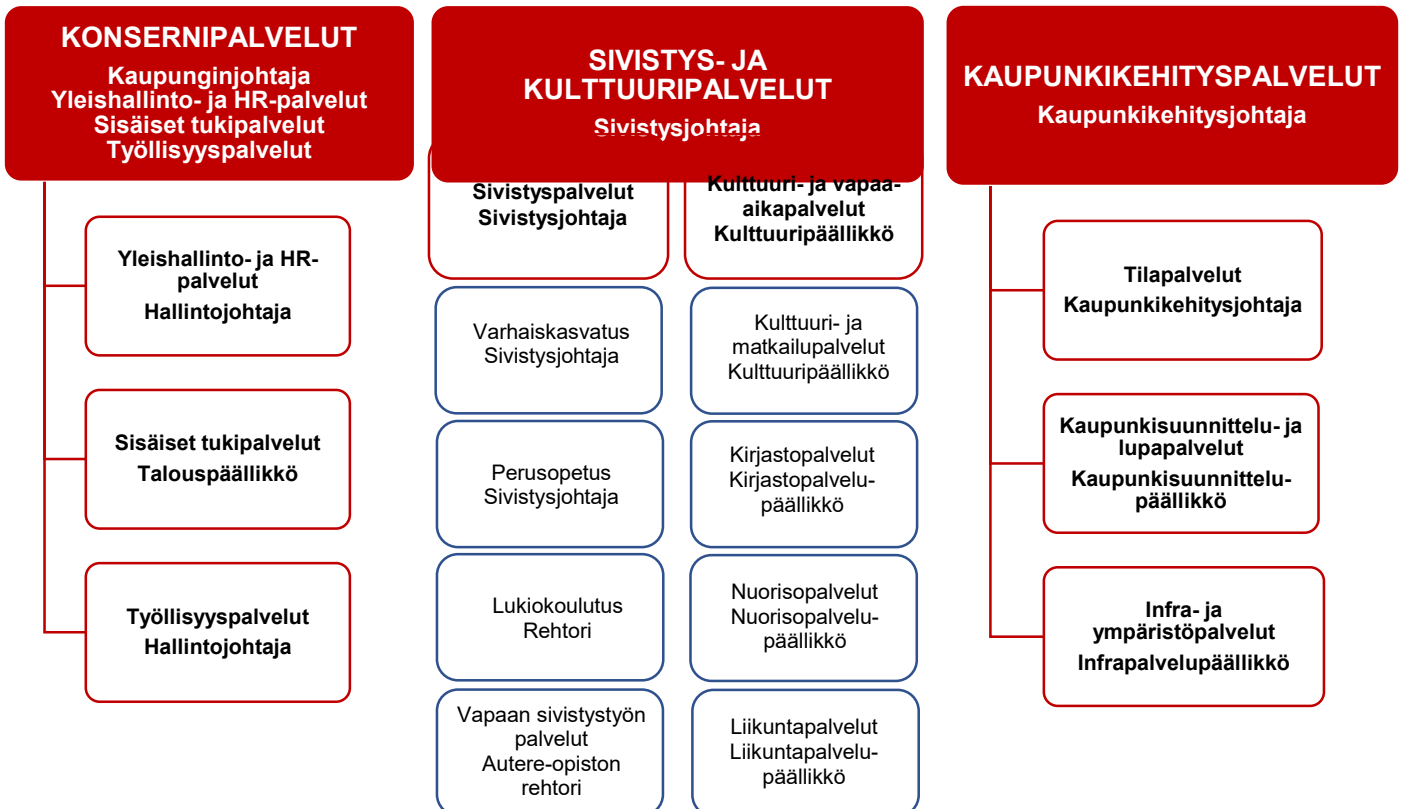 KONSERNIPALVELUT
Kaupunginjohtaja
Yleishallinto- ja HR-palvelut
Sisäiset tukipalvelut
Työllisyyspalvelut
Yleishallinto- ja HR-
palvelut
Hallintojohtaja
Sisäiset tukipalvelut
Talouspäällikkö
Työllisyyspalvelut
Hallintojohtaja
SIVISTYS- JA
KULTTUURIPALVELUT
Sivistysjohtaja
Sivistyspalvelut
Sivistysjohtaja
Varhaiskasvatus
Sivistysjohtaja
Perusopetus
Sivistysjohtaja
Lukiokoulutus
Rehtori
Vapaan sivistystyön
palvelut
Autere-opiston
rehtori
Kulttuuri- ja vapaa-
aikapalvelut
Kulttuuripäällikkö
Kulttuuri- ja
matkailupalvelut
Kulttuuripäällikkö
Kirjastopalvelut
Kirjastopalvelu-
päällikkö
Nuorisopalvelut
Nuorisopalvelu-
päällikkö
Liikuntapalvelut
Liikuntapalvelu-
päällikkö
KAUPUNKIKEHITYSPALVELUT
Kaupunkikehitysjohtaja
Tilapalvelut
Kaupunkikehitysjohtaja
Kaupunkisuunnittelu- ja
lupapalvelut
Kaupunkisuunnittelu-
päällikkö
Infra- ja
ympäristöpalvelut
Infrapalvelupäällikkö